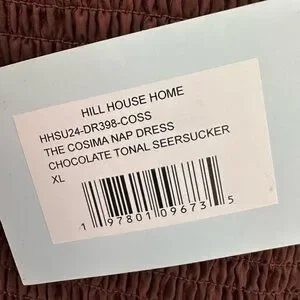 HILL HOUSE HOME
HHSU24-DR398-COSS
THE COSIMA NAP DRESS
CHOCOLATE TONAL SEERSUCKER
XL
1 97801 09673 5